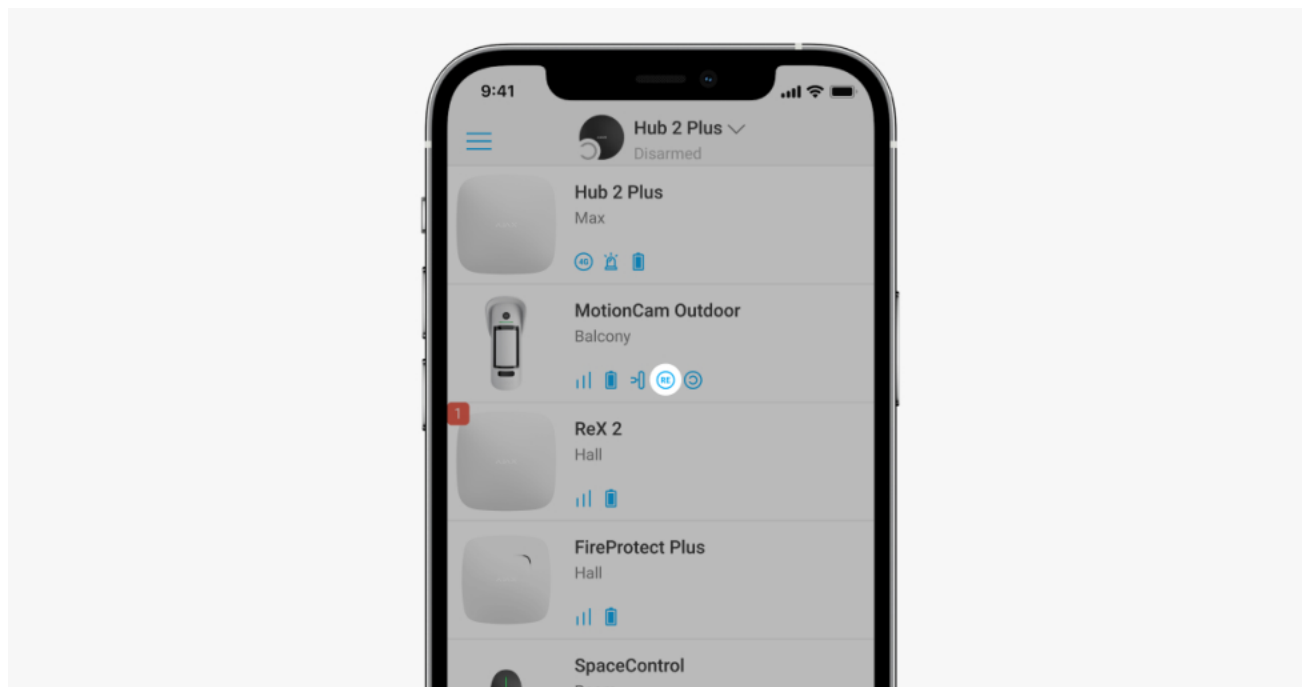 9:41
Hub 2 Plus
Disarmed
Hub 2 Plus
Max
4G
MotionCam Outdoor
Balcony
RE
1
ReX 2
Hall
FireProtect Plus
Hall
SpaceControl